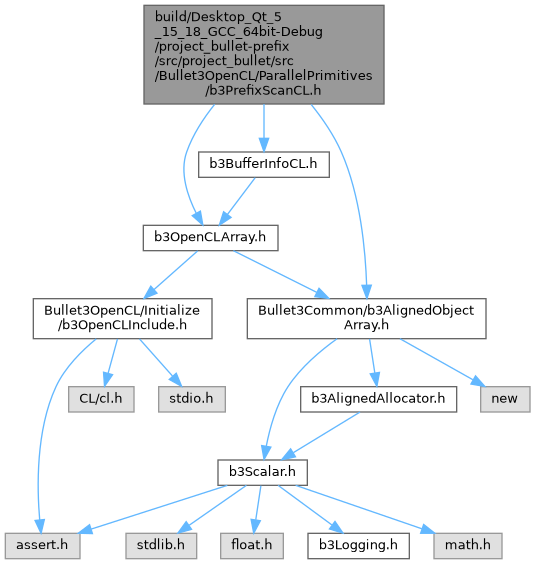 build/Desktop_Qt_5
_15_18_GCC_64bit-Debug
/project_bullet-prefix
/src/project_bullet/src
/Bullet3OpenCL/ParallelPrimitives
/b3PrefixScanCL.h
b3BufferInfoCL.h
b3OpenCLArray.h
Bullet3OpenCL/Initialize
/b3OpenCLInclude.h
Bullet3Common/b3AlignedObject
Array.h
CL/cl.h
stdio.h
b3AlignedAllocator.h
new
b3Scalar.h
assert.h
stdlib.h
float.h
b3Logging.h
math.h